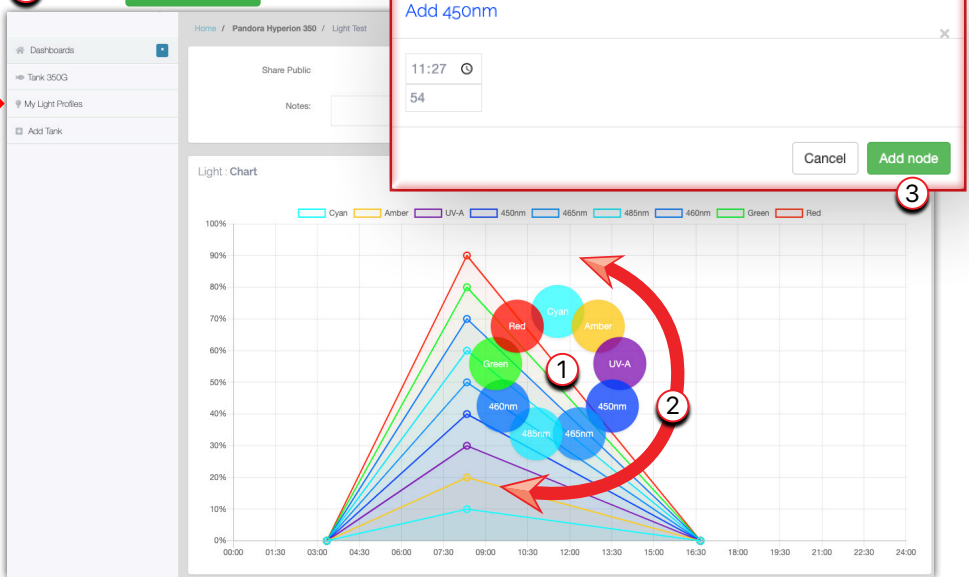 Add 450nm
×
11:27
54
Cancel
Add node
3
Home / Pandora Hyperion 350 / Light Test
Dashboards
Tank 350G
My Light Profiles
Add Tank
Share Public
Notes:
Light : Chart
Cyan Amber UV-A 450nm 465nm 485nm 460nm Green Red
100%
90%
80%
70%
60%
50%
40%
30%
20%
10%
0%
Cyan
Red
Amber
Green
UV-A
460nm
450nm
485nm
465nm
1
2
00:00 01:30 03:00 04:30 06:00 07:30 09:00 10:30 12:00 13:30 15:00 16:30 18:00 19:30 21:00 22:30 24:00